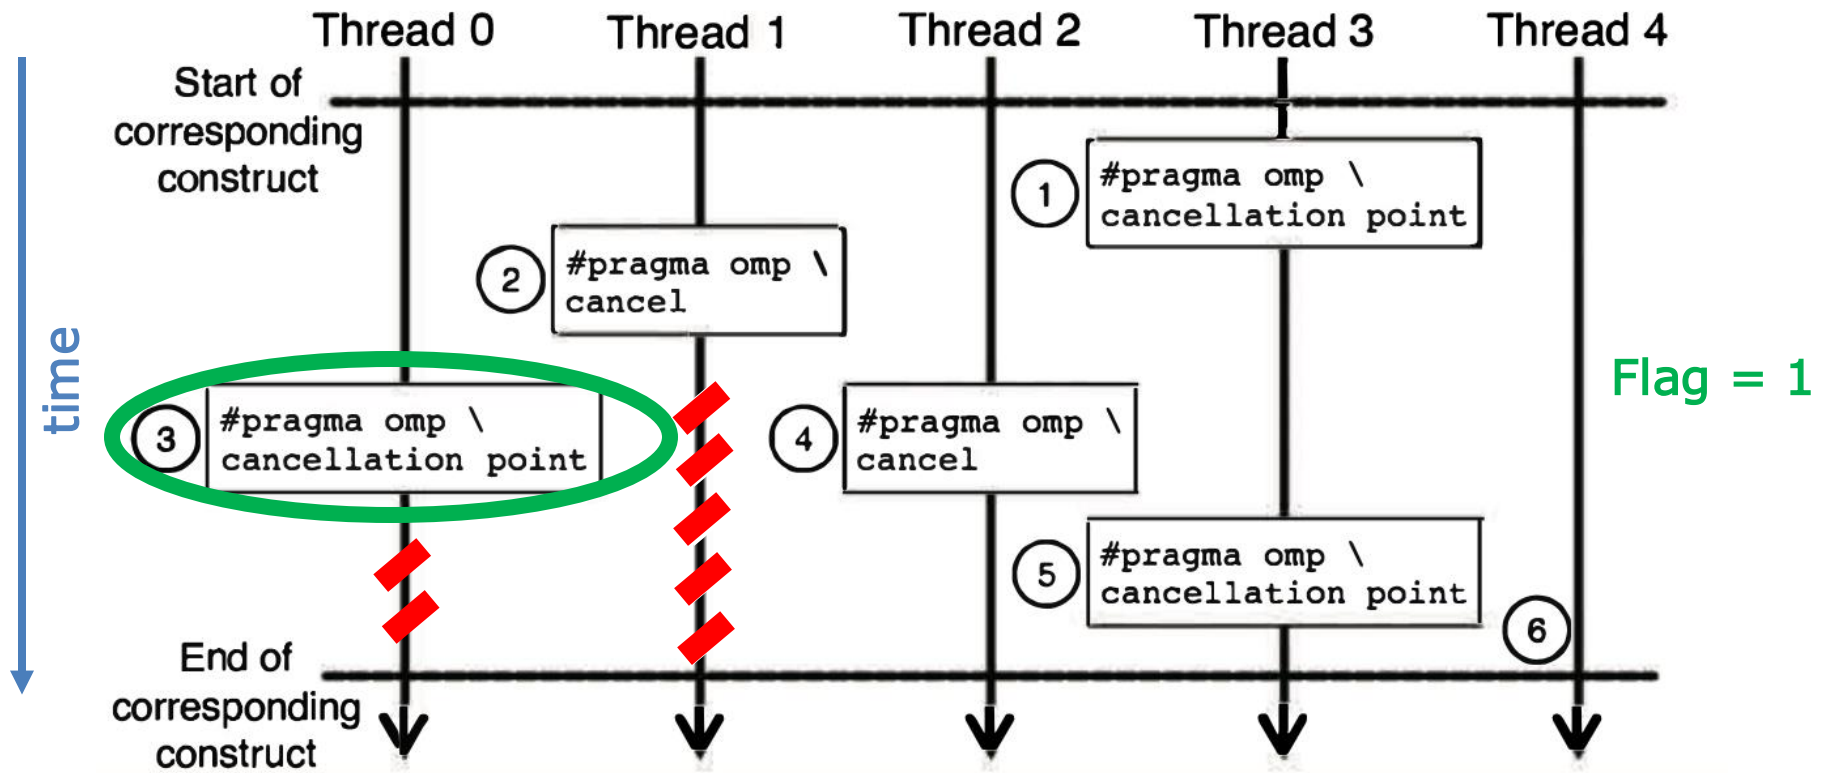 Thread 0
Thread 1
Thread 2
Thread 3
Thread 4
Start of
corresponding
construct
1
#pragma omp \
cancellation point
2
#pragma omp \
cancel
time
Flag = 1
3
#pragma omp \
cancellation point
4
#pragma omp \
cancel
5
#pragma omp \
cancellation point
6
End of
corresponding
construct